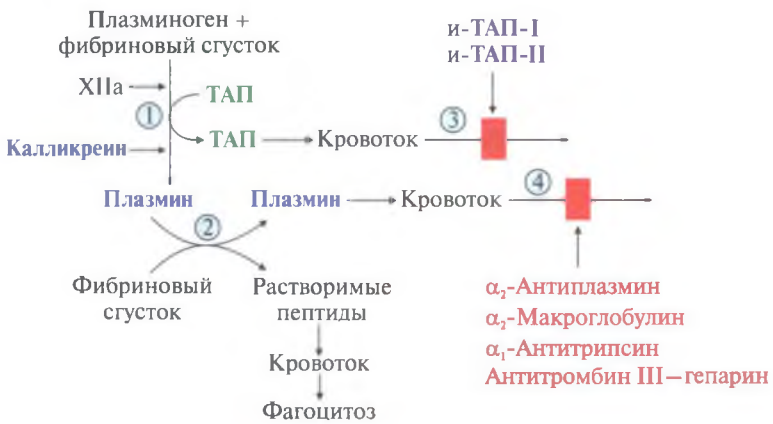 Плазминоген +
фибриновый сгусток
и-ТАП-I
и-ТАП-II
XIIa
ТАП
1
ТАП
Кровоток
3
Калликреин
Плазмин
Плазмин
Кровоток
4
2
Фибриновый
сгусток
Растворимые
пептиды
Кровоток
Фагоцитоз
α₂-Антиплазмин
α₂-Макроглобулин
α₁-Антитрипсин
Антитромбин III—гепарин